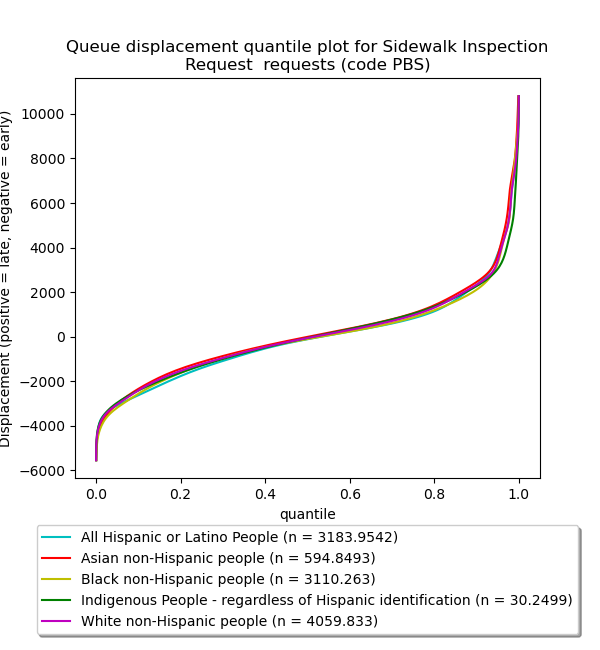 Queue displacement quantile plot for Sidewalk Inspection
Request  requests (code PBS)
Displacement (positive = late, negative = early)
10000
8000
6000
4000
2000
0
−2000
−4000
−6000
0.0 0.2 0.4 0.6 0.8 1.0
quantile
All Hispanic or Latino People (n = 3183.9542)
Asian non-Hispanic people (n = 594.8493)
Black non-Hispanic people (n = 3110.263)
Indigenous People - regardless of Hispanic identification (n = 30.2499)
White non-Hispanic people (n = 4059.833)